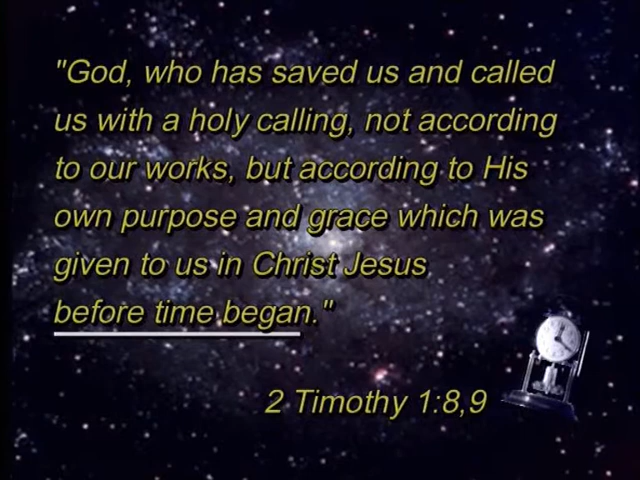 "God, who has saved us and called
us with a holy calling, not according
to our works, but according to His
own purpose and grace which was
given to us in Christ Jesus
before time began."
2 Timothy 1:8,9